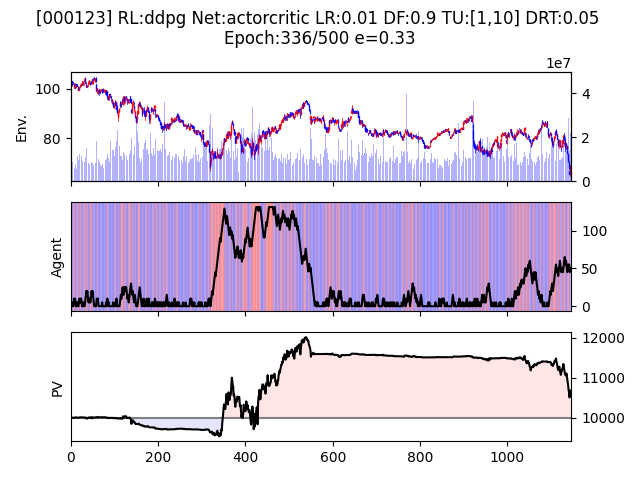 [000123] RL:ddpg Net:actorcritic LR:0.01 DF:0.9 TU:[1,10] DRT:0.05
Epoch:336/500 e=0.33
1e7
100
80
Env.
4
2
0
Agent
100
50
0
PV
12000
11000
10000
0 200 400 600 800 1000